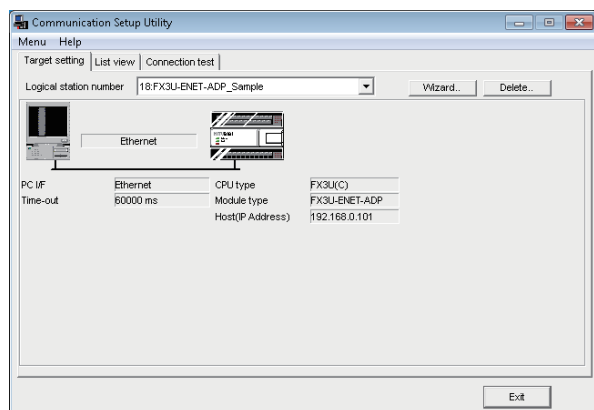 Communication Setup Utility
Menu Help
Target setting List view Connection test
Logical station number 18:FX3U-ENET-ADP_Sample Wizard.. Delete..
Ethernet
PC I/F Ethernet CPU type FX3U(C)
Time-out 60000 ms Module type FX3U-ENET-ADP
Host(IP Address) 192.168.0.101
Exit